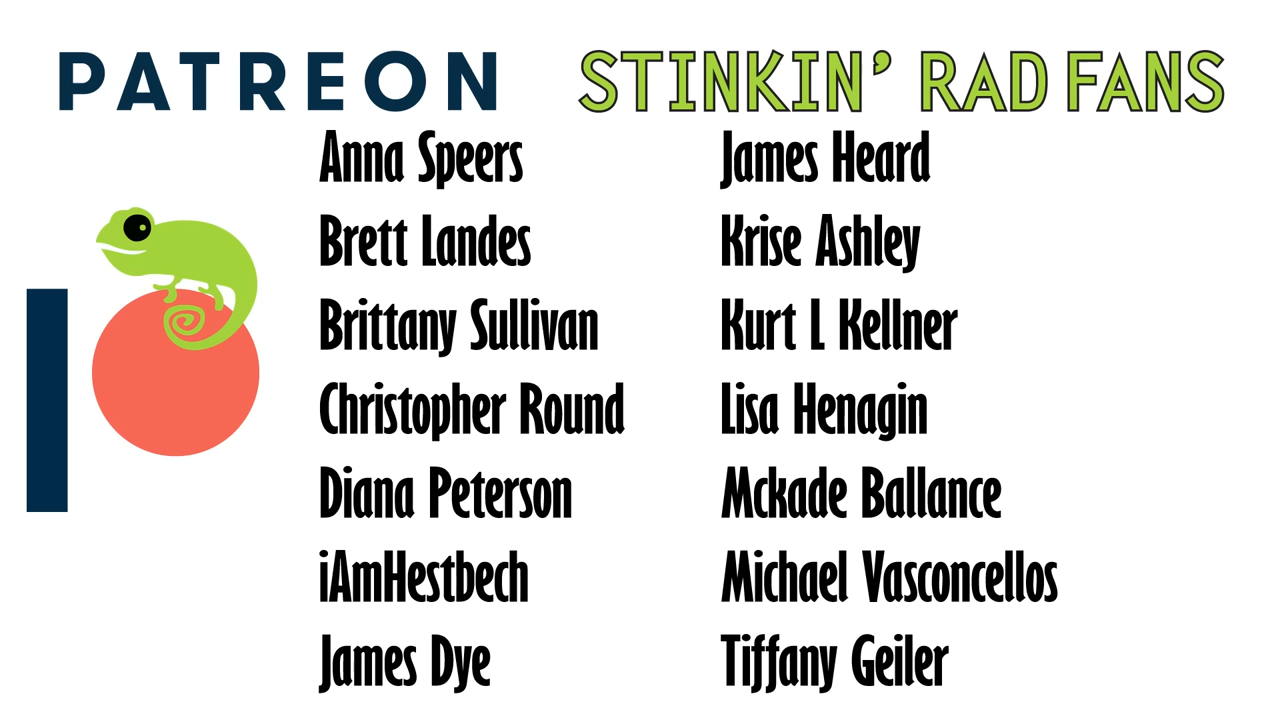 PATREON STINKIN' RAD FANS
Anna Speers
Brett Landes
Brittany Sullivan
Christopher Round
Diana Peterson
iAmHestbech
James Dye
James Heard
Krise Ashley
Kurt L Kellner
Lisa Henagin
Mckade Ballance
Michael Vasconcellos
Tiffany Geiler